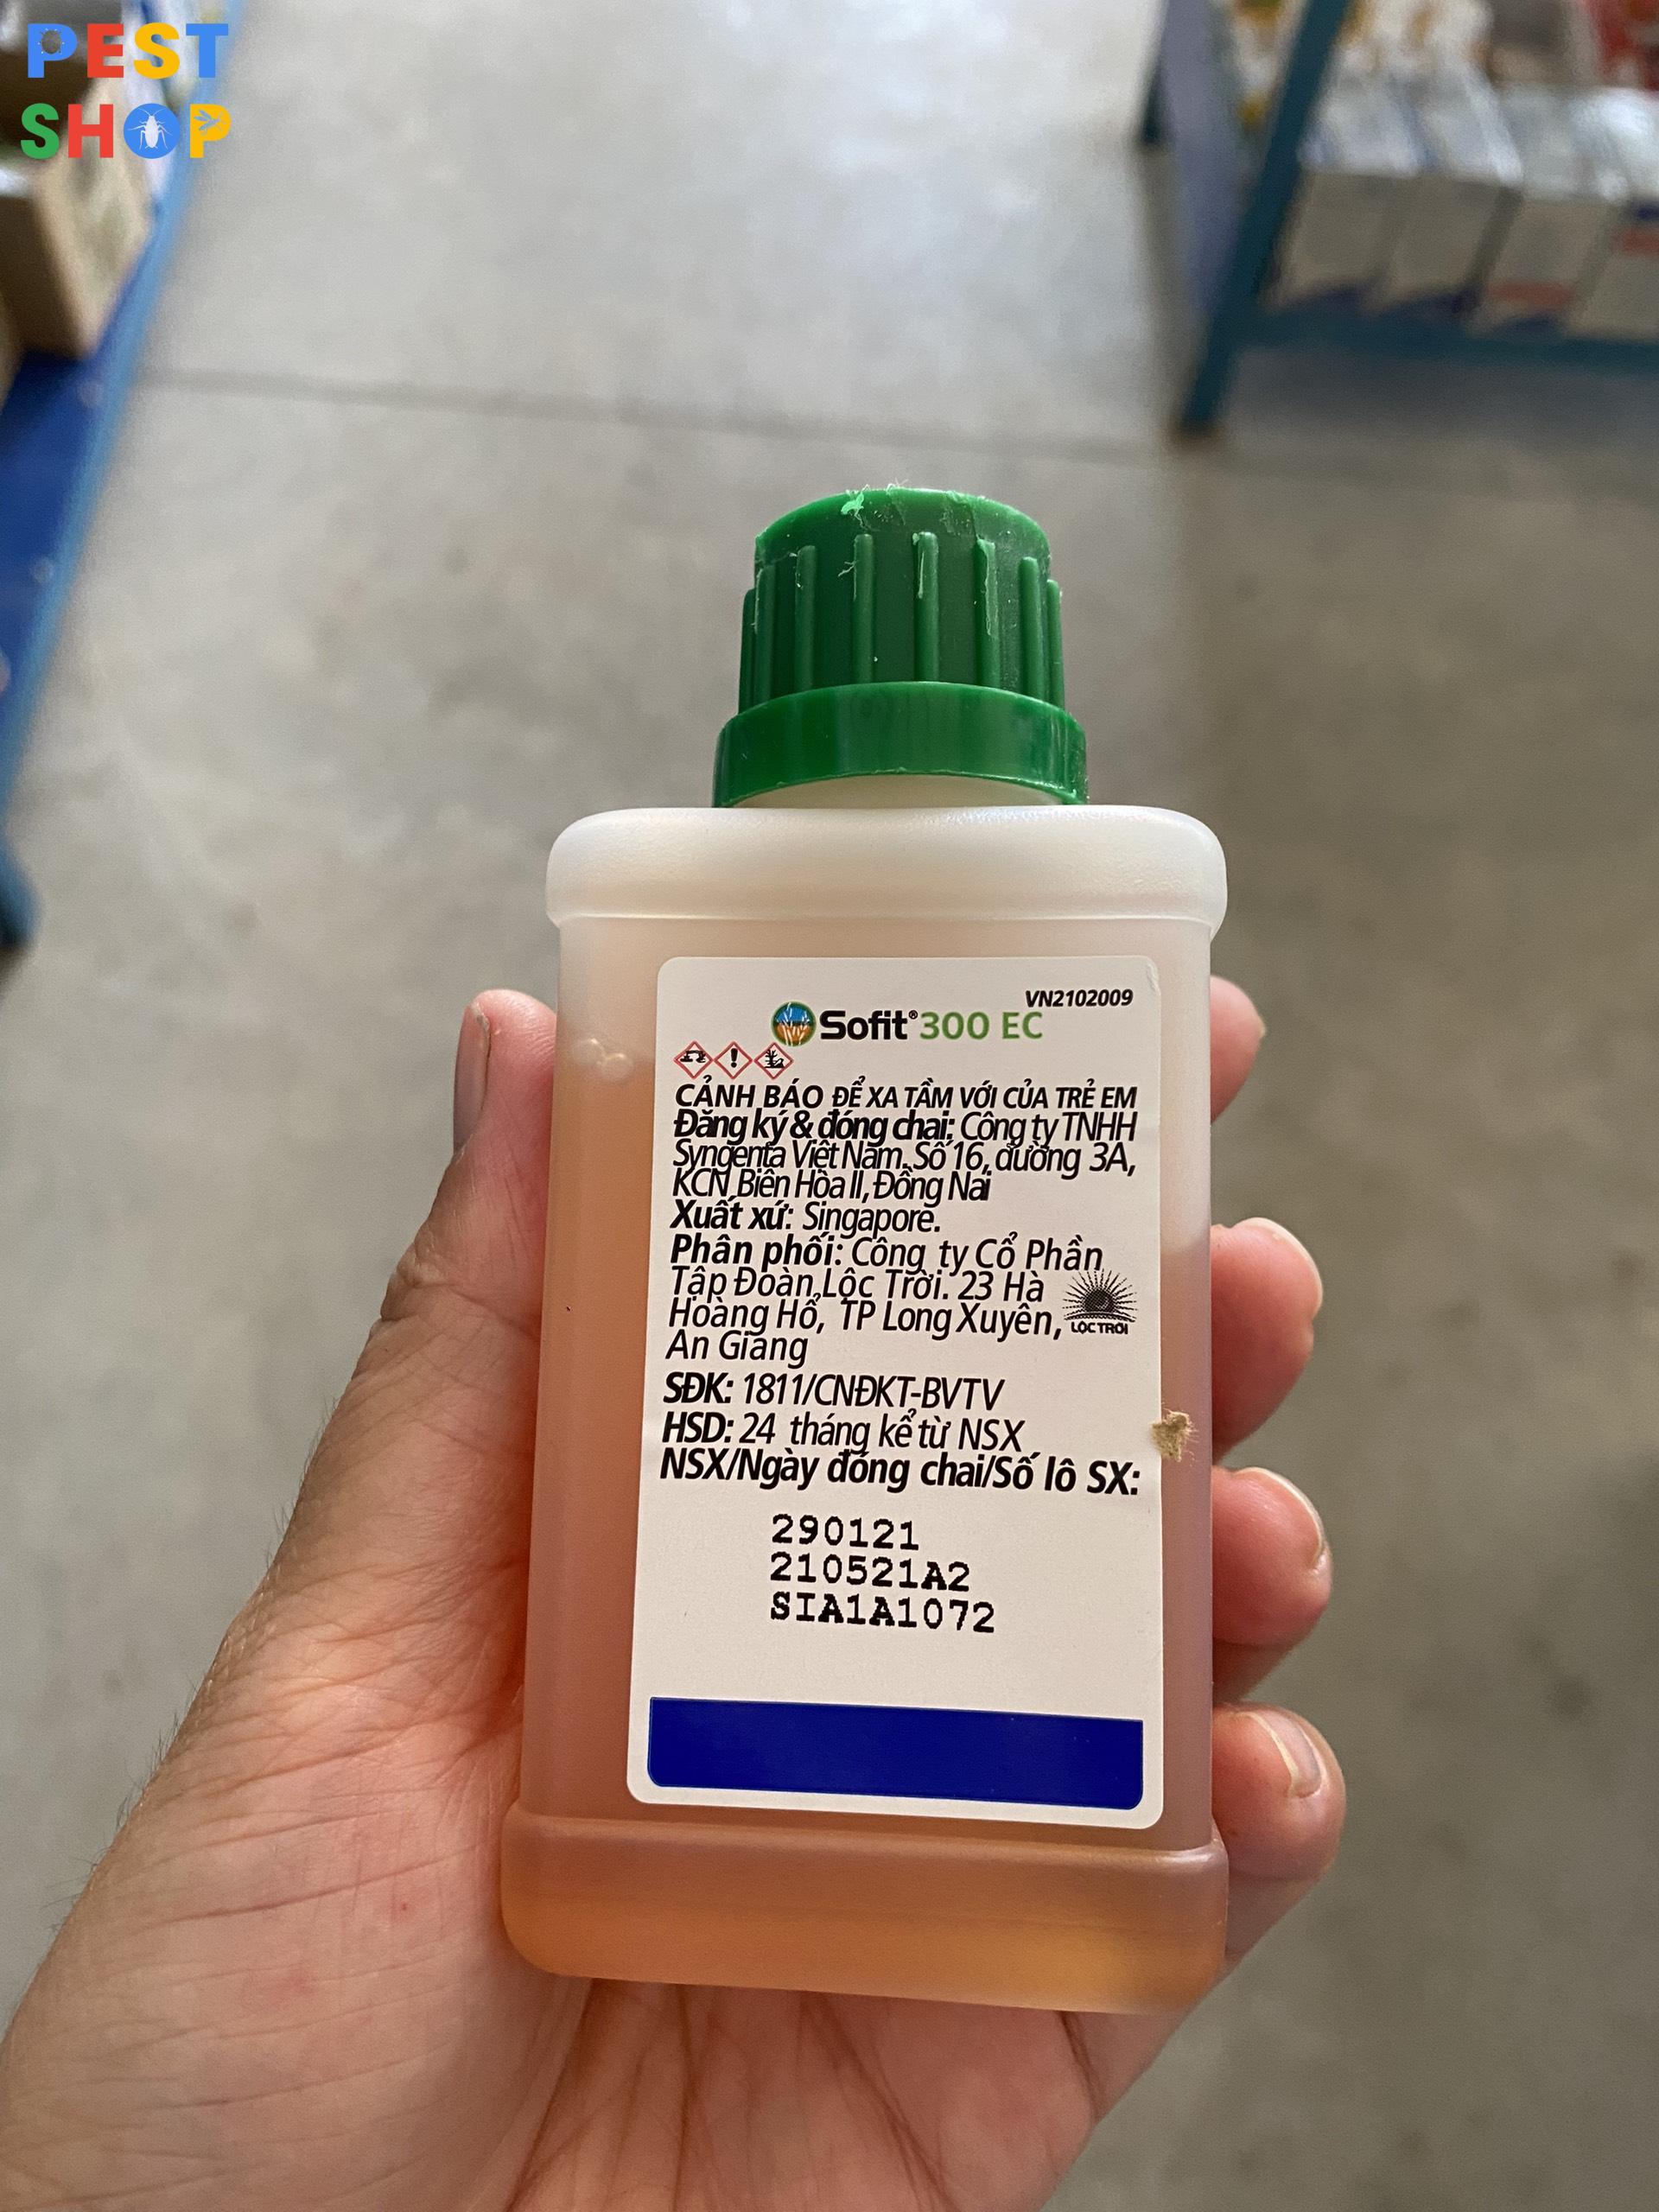 PEST
SHOP
VN2102009
Sofit® 300 EC
CẢNH BÁO ĐỂ XA TẦM VỚI CỦA TRẺ EM
Đăng ký & đóng chai: Công ty TNHH
Syngenta Việt Nam. Số 16, đường 3A,
KCN Biên Hòa II, Đồng Nai
Xuất xứ: Singapore.
Phân phối: Công ty Cổ Phần
Tập Đoàn Lộc Trời. 23 Hà
Hoàng Hổ, TP Long Xuyên,
LỘC TRỜI
An Giang
SĐK: 1811/CNĐKT-BVTV
HSD: 24 tháng kể từ NSX
NSX/Ngày đóng chai/Số lô SX:
290121
210521A2
SIA1A1072